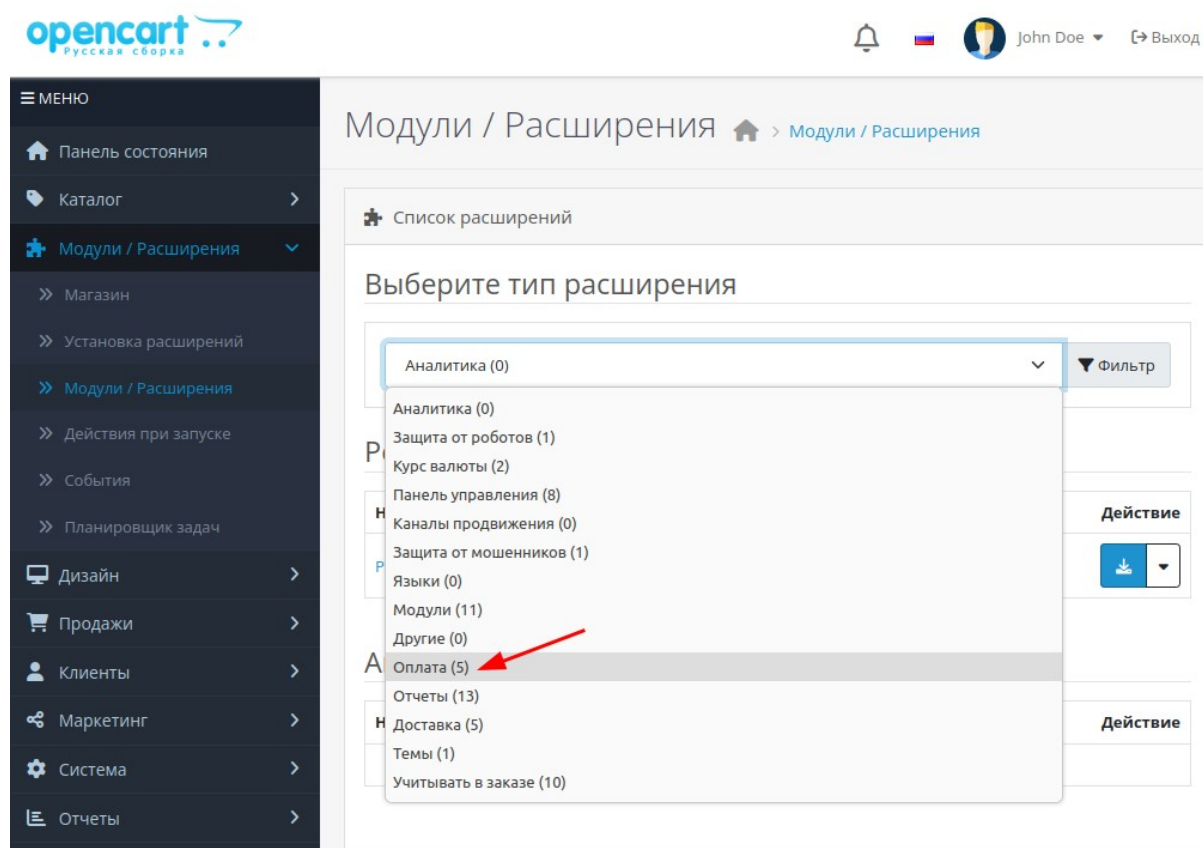 opencart
Русская сборка
John Doe
Выход
МЕНЮ
Панель состояния
Каталог
Модули / Расширения
Магазин
Установка расширений
Модули / Расширения
Действия при запуске
События
Планировщик задач
Дизайн
Продажи
Клиенты
Маркетинг
Система
Отчеты
Модули / Расширения > Модули / Расширения
Список расширений
Выберите тип расширения
Аналитика (0)
Фильтр
Аналитика (0)
Защита от роботов (1)
Курс валюты (2)
Панель управления (8)
Каналы продвижения (0)
Защита от мошенников (1)
Языки (0)
Модули (11)
Другие (0)
Оплата (5)
Отчеты (13)
Доставка (5)
Темы (1)
Учитывать в заказе (10)
Действие
Действие